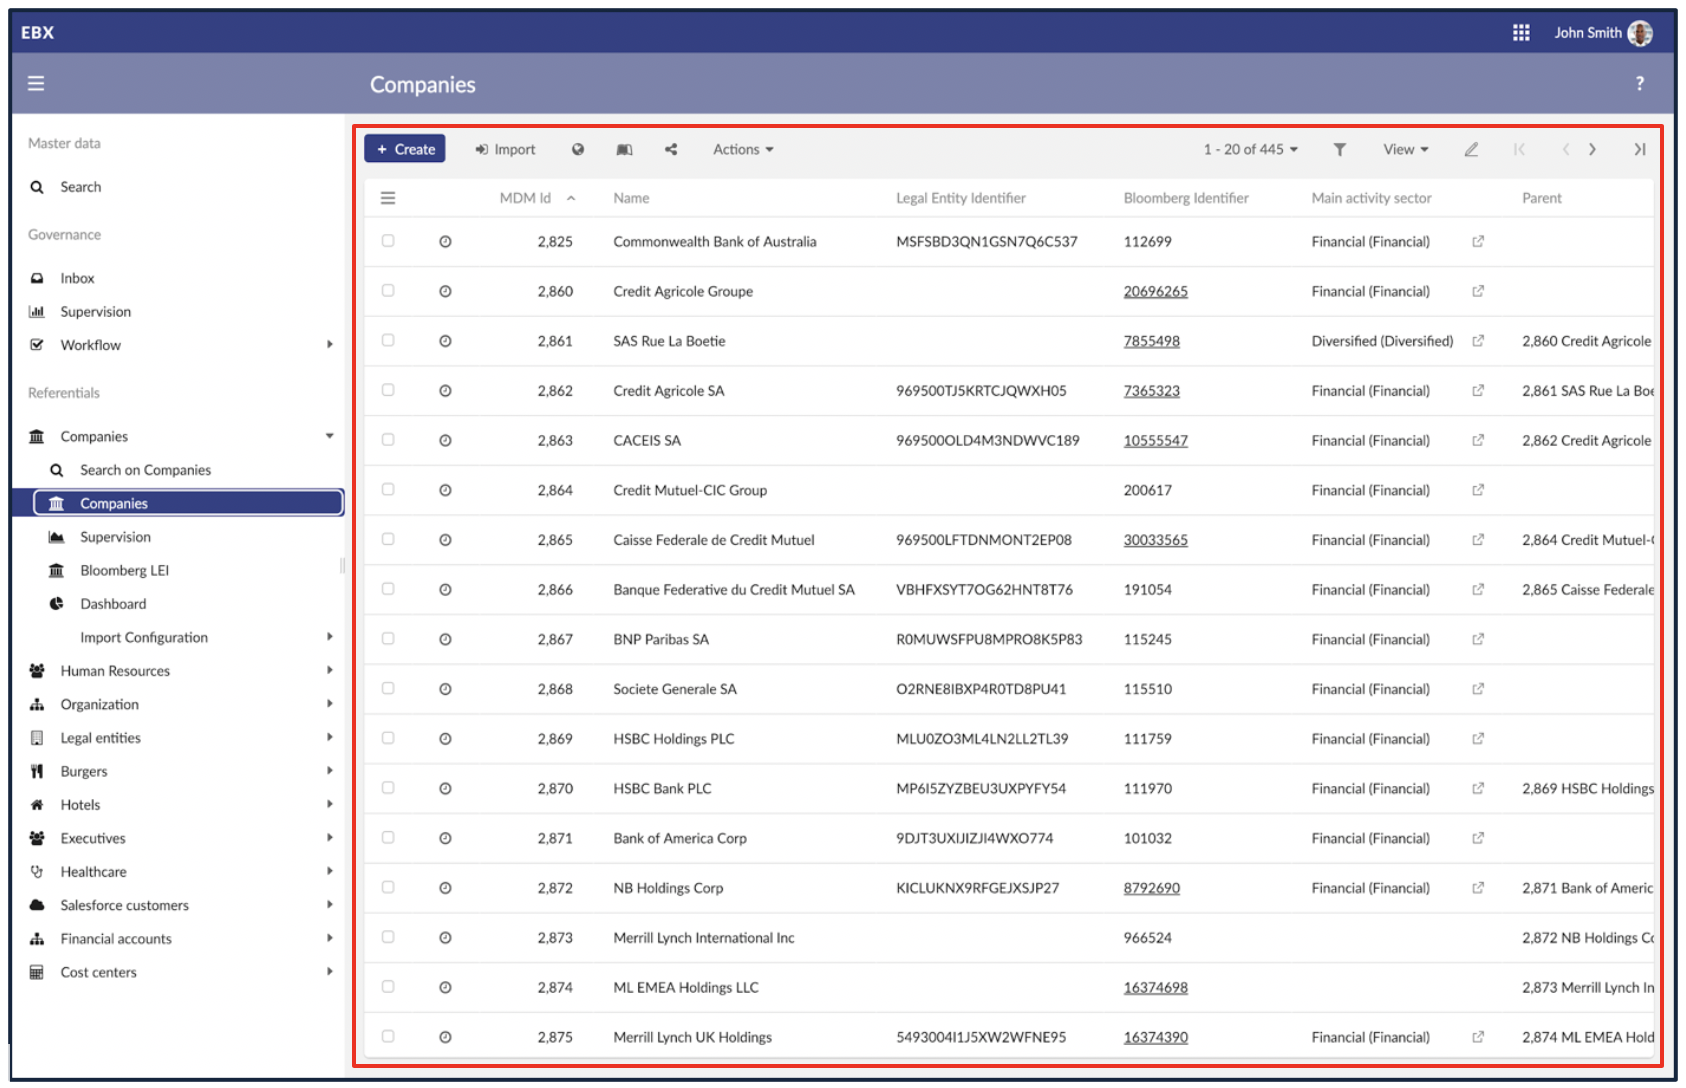 EBX
John Smith
Companies
?
Master data
Search
Governance
Inbox
Supervision
Workflow
Referentials
Companies
Search on Companies
Companies
Supervision
Bloomberg LEI
Dashboard
Import Configuration
Human Resources
Organization
Legal entities
Burgers
Hotels
Executives
Healthcare
Salesforce customers
Financial accounts
Cost centers
+ Create Import Actions 1 - 20 of 445 View
MDM Id Name Legal Entity Identifier Bloomberg Identifier Main activity sector Parent
2,825 Commonwealth Bank of Australia MSFSBD3QN1GSN7Q6C537 112699 Financial (Financial)
2,860 Credit Agricole Groupe 20696265 Financial (Financial)
2,861 SAS Rue La Boetie 7855498 Diversified (Diversified) 2,860 Credit Agricole
2,862 Credit Agricole SA 969500TJ5KRTCJQWXH05 7365323 Financial (Financial) 2,861 SAS Rue La Boe
2,863 CACEIS SA 969500OLD4M3NDWVC189 10555547 Financial (Financial) 2,862 Credit Agricole
2,864 Credit Mutuel-CIC Group 200617 Financial (Financial)
2,865 Caisse Federale de Credit Mutuel 969500LFTDNMONT2EP08 30033565 Financial (Financial) 2,864 Credit Mutuel-
2,866 Banque Federative du Credit Mutuel SA VBHFXSYT7OG62HNT8T76 191054 Financial (Financial) 2,865 Caisse Federale
2,867 BNP Paribas SA R0MUWSFPU8MPRO8K5P83 115245 Financial (Financial)
2,868 Societe Generale SA O2RNE8IBXP4R0TD8PU41 115510 Financial (Financial)
2,869 HSBC Holdings PLC MLU0ZO3ML4LN2LL2TL39 111759 Financial (Financial)
2,870 HSBC Bank PLC MP6I5ZYZBEU3UXPYFY54 111970 Financial (Financial) 2,869 HSBC Holdings
2,871 Bank of America Corp 9DJT3UXIJIZJI4WXO774 101032 Financial (Financial)
2,872 NB Holdings Corp KICLUKNX9RFGEJXSJP27 8792690 Financial (Financial) 2,871 Bank of Americ
2,873 Merrill Lynch International Inc 966524 2,872 NB Holdings Co
2,874 ML EMEA Holdings LLC 16374698 2,873 Merrill Lynch In
2,875 Merrill Lynch UK Holdings 5493004I1J5XW2WFNE95 16374390 Financial (Financial) 2,874 ML EMEA Hold